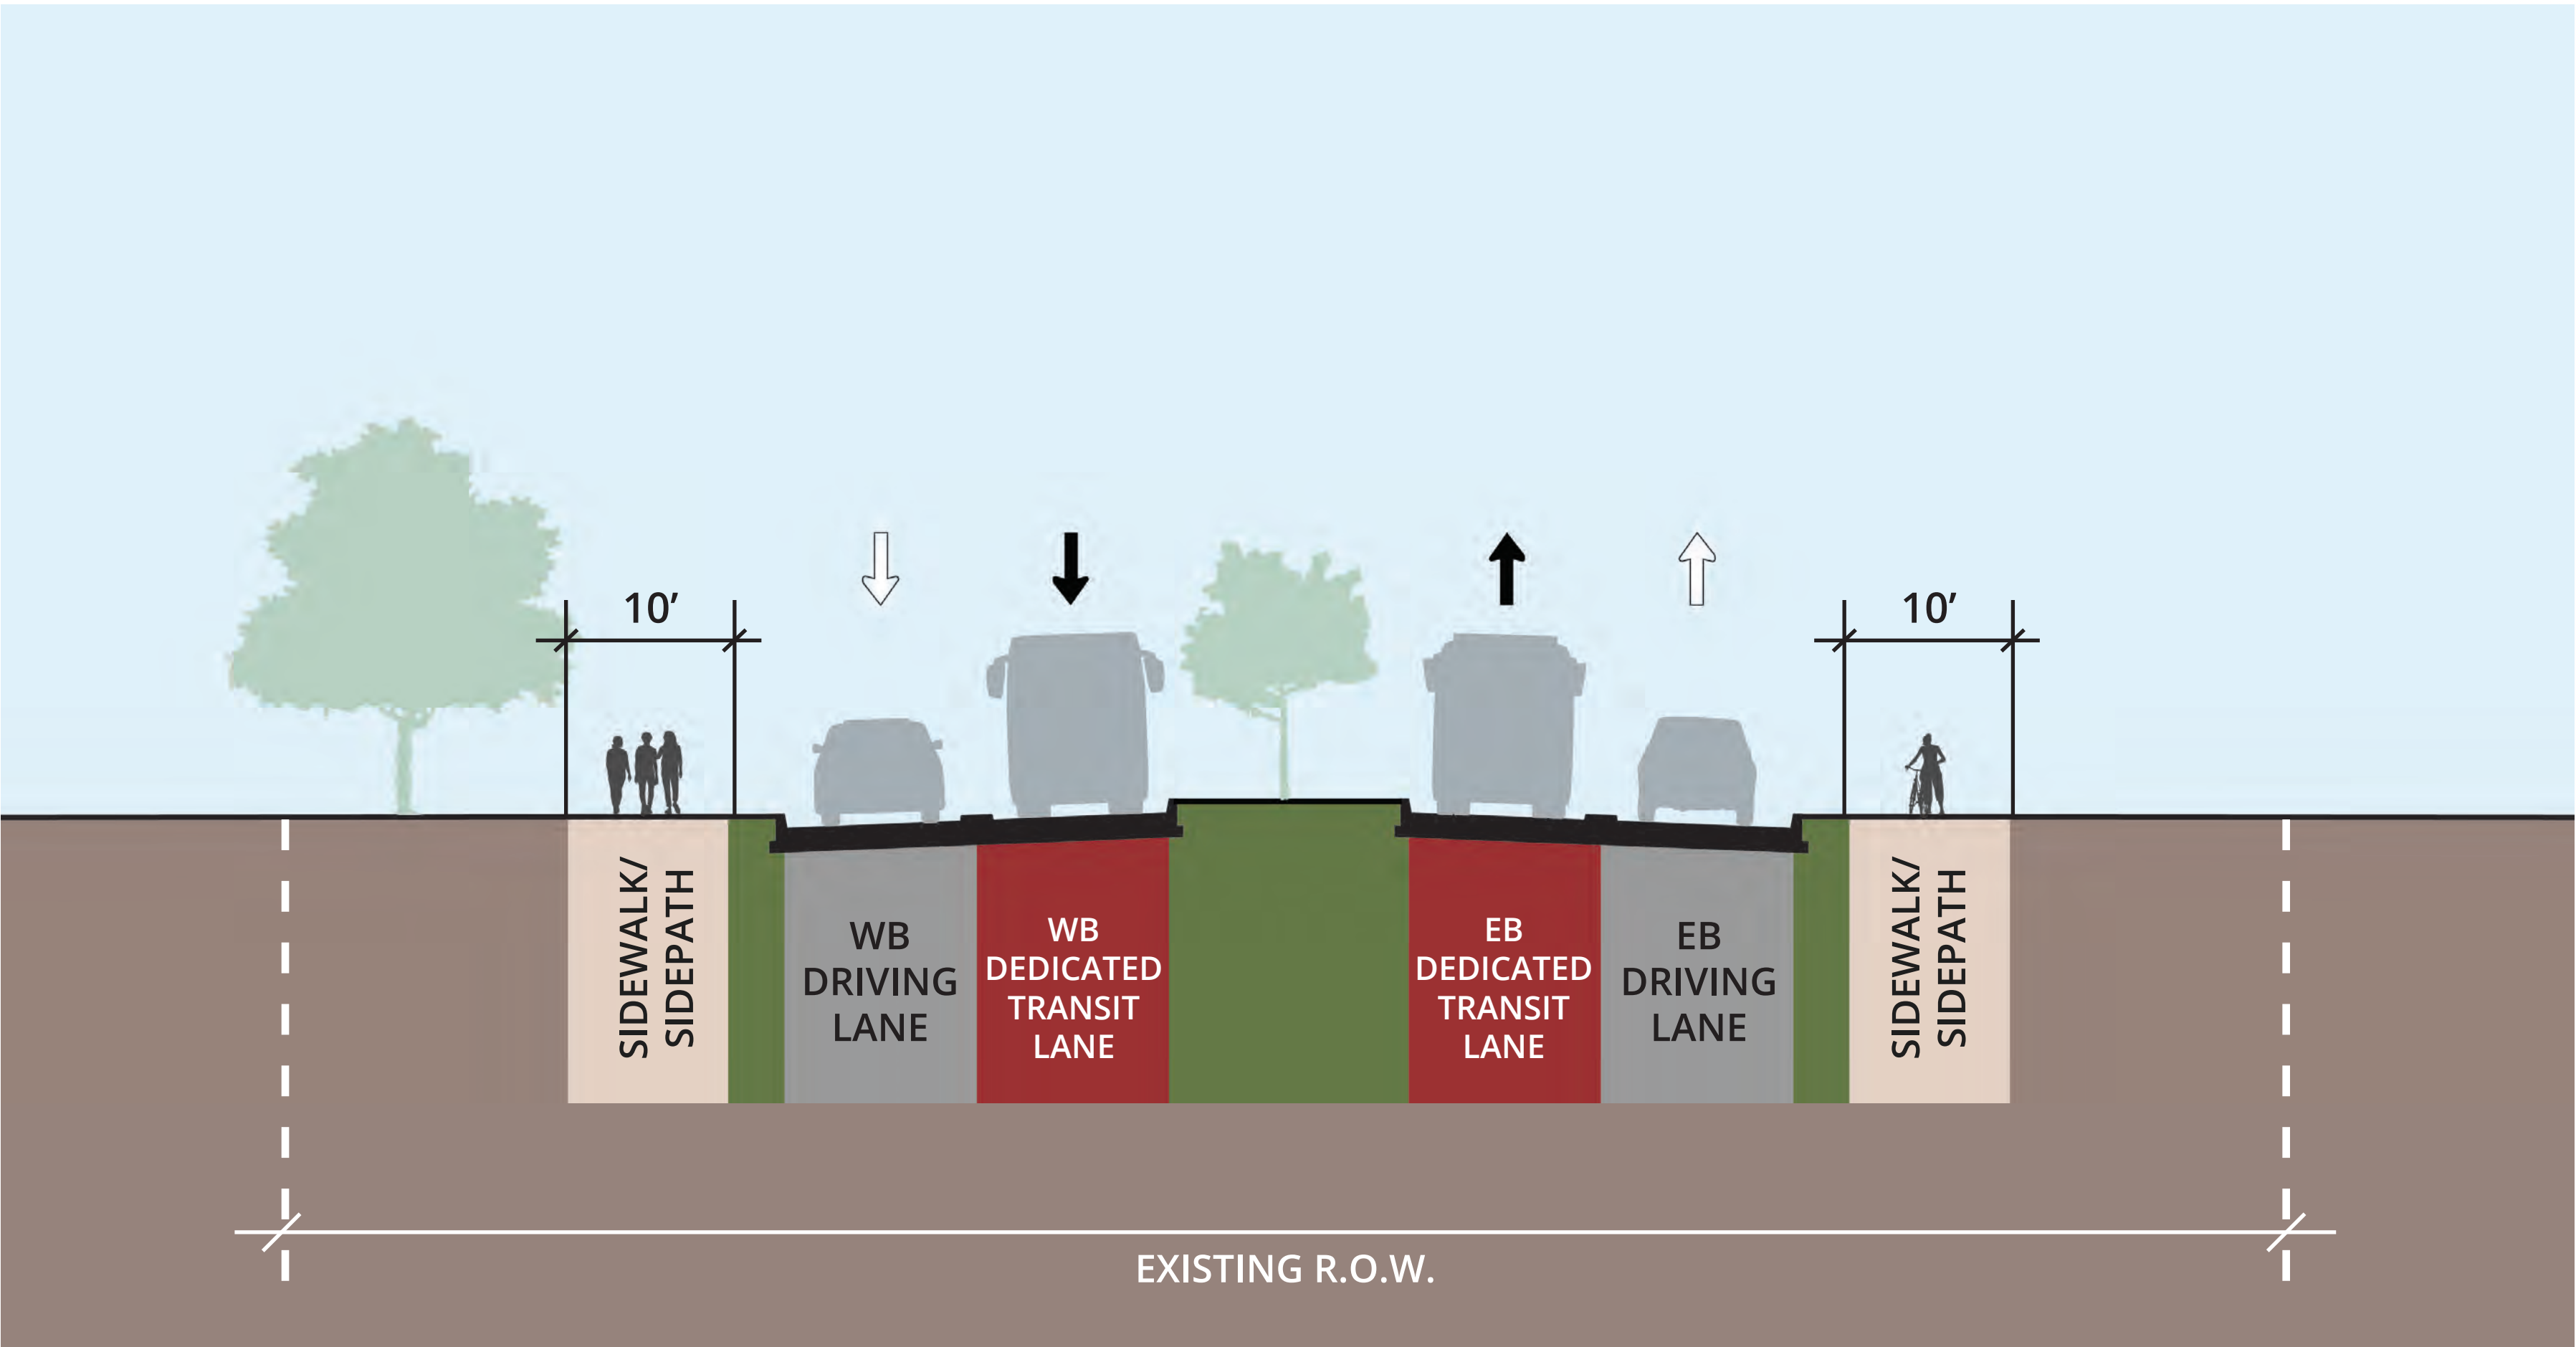 10’
10’
SIDEWALK/
SIDEPATH
WB
DRIVING
LANE
WB
DEDICATED
TRANSIT
LANE
EB
DEDICATED
TRANSIT
LANE
EB
DRIVING
LANE
SIDEWALK/
SIDEPATH
EXISTING R.O.W.